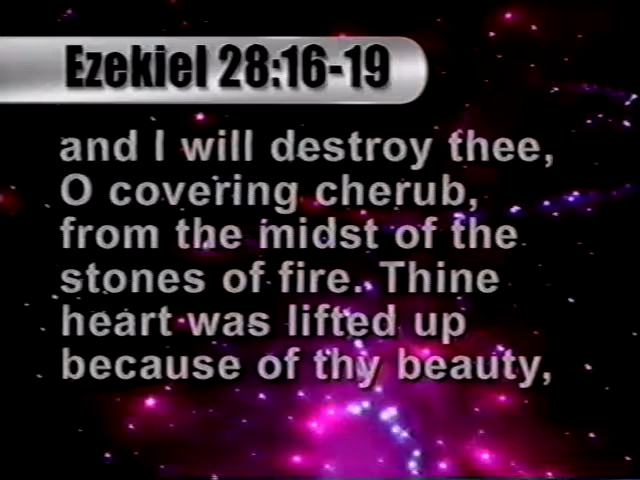 Ezekiel 28:16-19
and I will destroy thee,
O covering cherub,
from the midst of the
stones of fire. Thine
heart was lifted up
because of thy beauty,